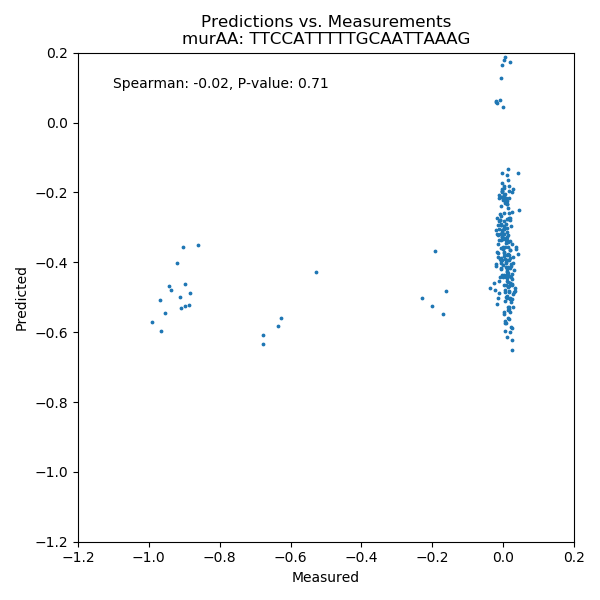 Predictions vs. Measurements
murAA: TTCCATTTTTGCAATTAAAG
Spearman: -0.02, P-value: 0.71
0.2
0.0
−0.2
−0.4
−0.6
−0.8
−1.0
−1.2
Predicted
−1.2 −1.0 −0.8 −0.6 −0.4 −0.2 0.0 0.2
Measured